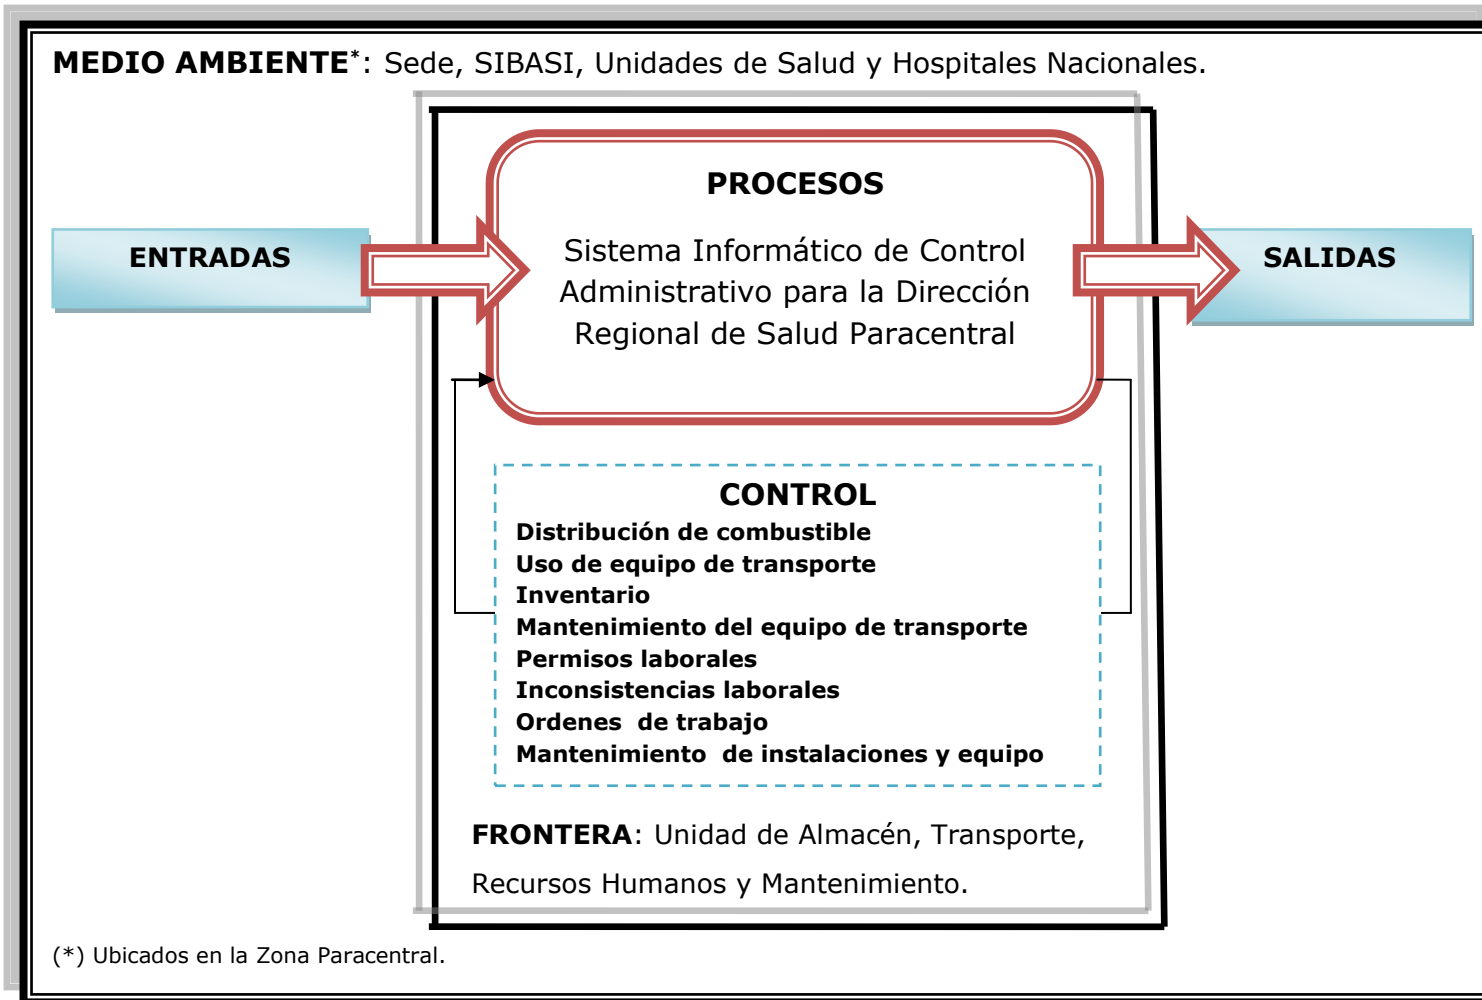 MEDIO AMBIENTE*: Sede, SIBASI, Unidades de Salud y Hospitales Nacionales.
PROCESOS
Sistema Informático de Control
Administrativo para la Dirección
Regional de Salud Paracentral
ENTRADAS
SALIDAS
CONTROL
Distribución de combustible
Uso de equipo de transporte
Inventario
Mantenimiento del equipo de transporte
Permisos laborales
Inconsistencias laborales
Ordenes  de trabajo
Mantenimiento  de instalaciones y equipo
FRONTERA: Unidad de Almacén, Transporte,
Recursos Humanos y Mantenimiento.
(*) Ubicados en la Zona Paracentral.